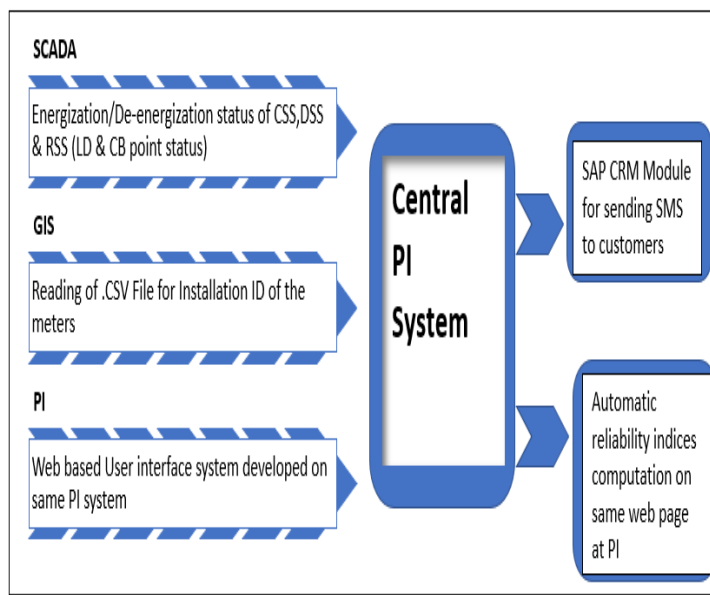 SCADA
Energization/De-energization status of CSS,DSS
& RSS (LD & CB point status)
GIS
Reading of .CSV File for Installation ID of the
meters
PI
Web based User interface system developed on
same PI system
Central
PI
System
SAP CRM Module
for sending SMS
to customers
Automatic
reliability indices
computation on
same web page
at PI